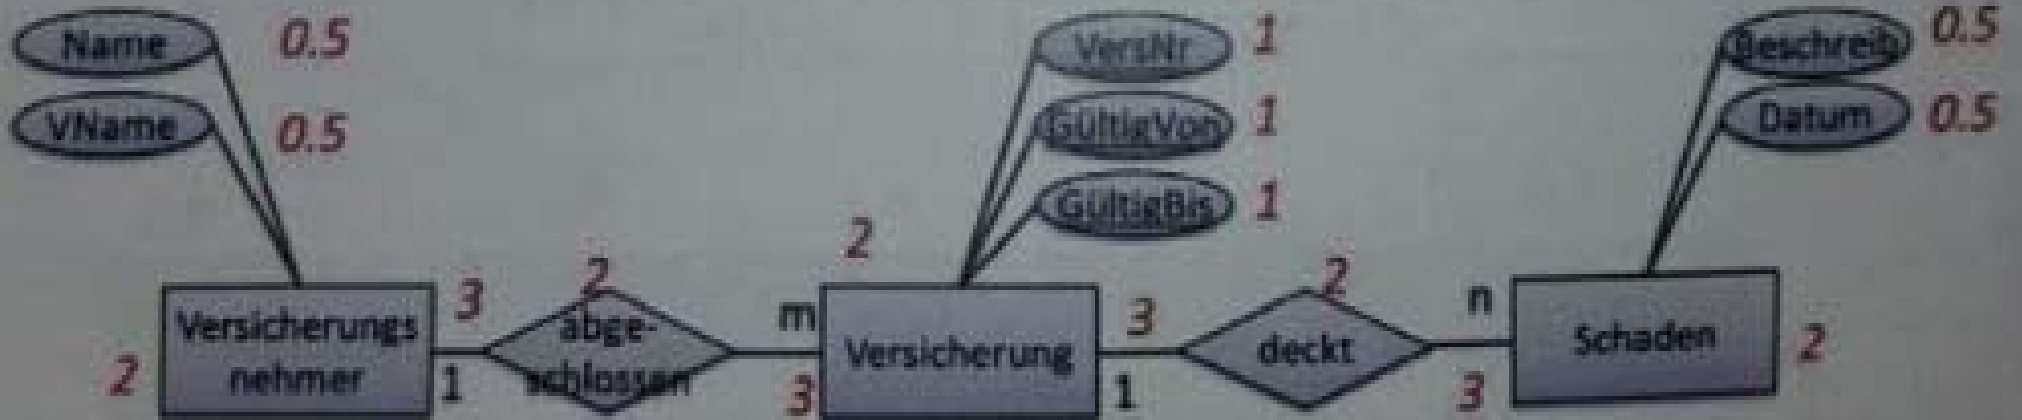 Name 0.5
VName 0.5
VersNr 1
GültigVon 1
GültigBis 1
Beschreib 0.5
Datum 0.5
2
Versicherungs
nehmer
3
1
2
abge-
schlossen
m
3
2
Versicherung
3
1
2
deckt
n
3
Schaden
2